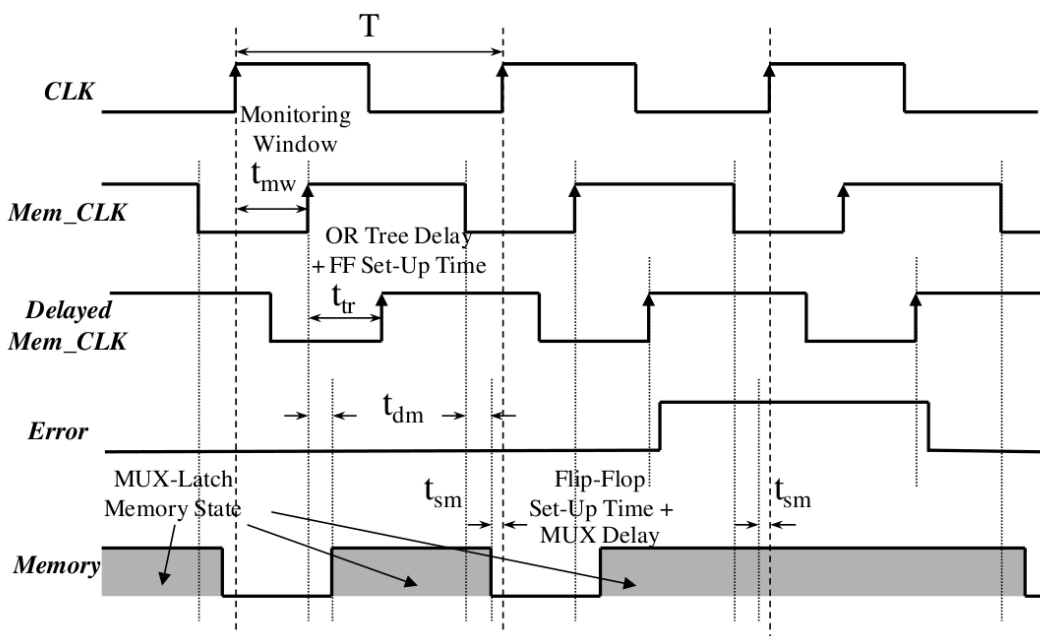 T
CLK
Monitoring
Window
t_mw
Mem_CLK
OR Tree Delay
+ FF Set-Up Time
t_tr
Delayed
Mem_CLK
t_dm
Error
MUX-Latch
Memory State
t_sm
Flip-Flop
Set-Up Time +
MUX Delay
t_sm
Memory